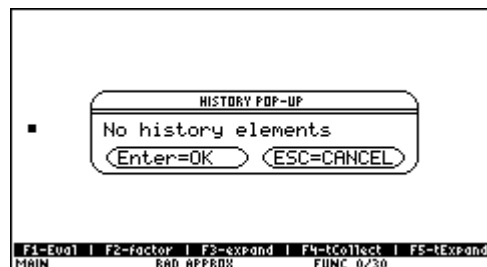 HISTORY POP-UP
No history elements
Enter=OK ESC=CANCEL
F1-Eval | F2-factor | F3-expand | F4-tCollect | F5-tExpand
MAIN RAD APPROX FUNC 0/30